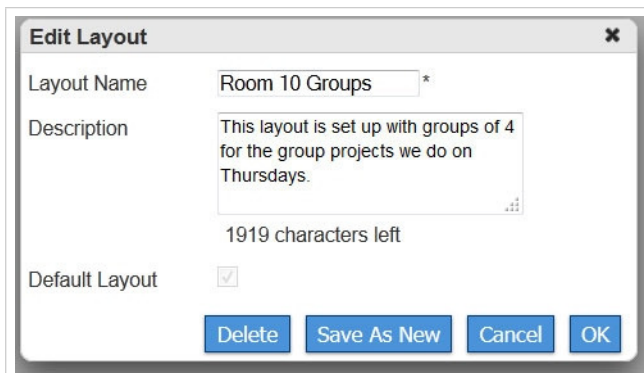 Edit Layout
Layout Name Room 10 Groups *
Description This layout is set up with groups of 4
for the group projects we do on
Thursdays.
1919 characters left
Default Layout
Delete Save As New Cancel OK